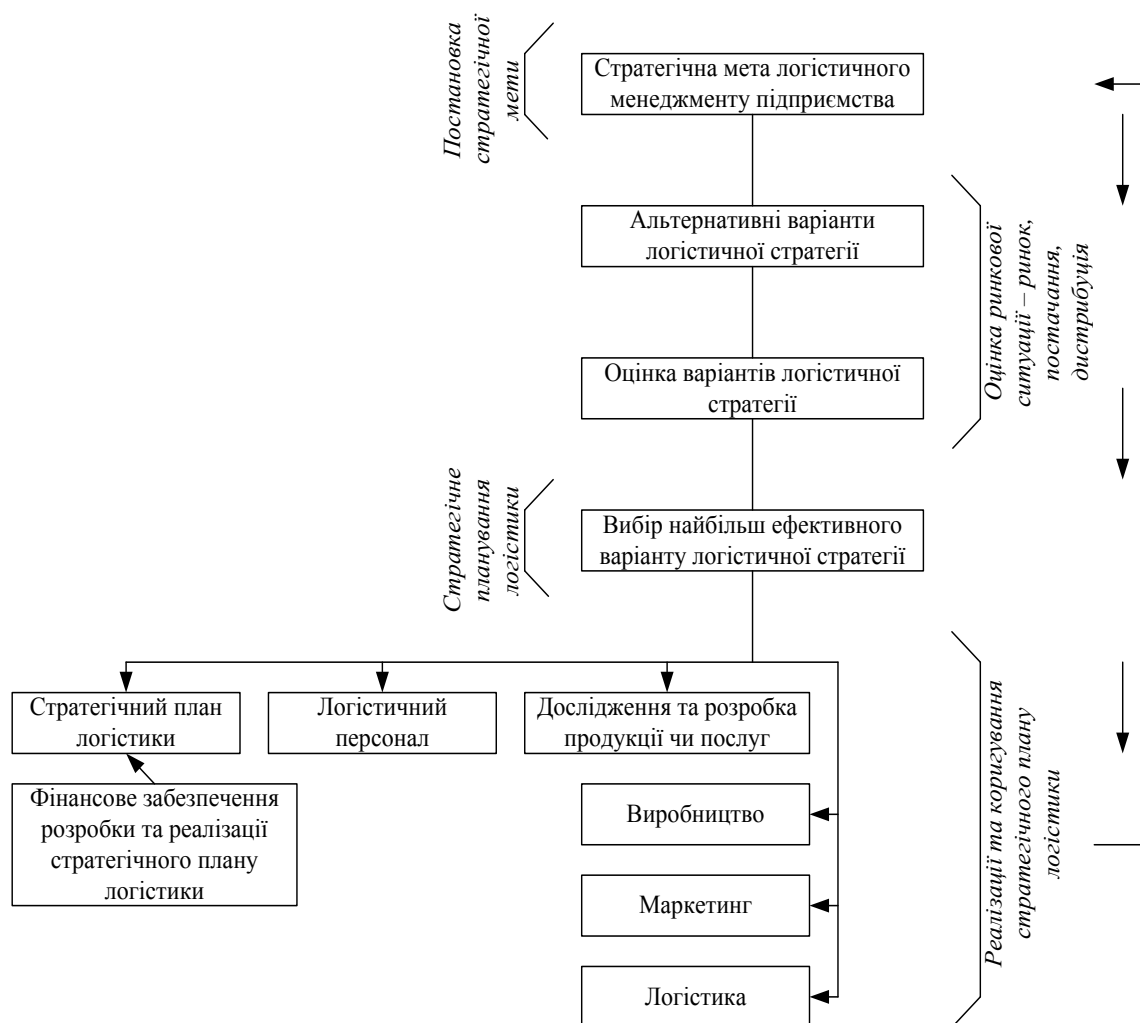 Постановка
стратегічної
мети
Стратегічна мета логістичного
менеджменту підприємства
Альтернативні варіанти
логістичної стратегії
Оцінка варіантів логістичної
стратегії
Оцінка ринкової
ситуації – ринок,
постачання,
дистрибуція
Стратегічне
планування
логістики
Вибір найбільш ефективного
варіанту логістичної стратегії
Стратегічний план
логістики
Логістичний
персонал
Дослідження та розробка
продукції чи послуг
Фінансове забезпечення
розробки та реалізації
стратегічного плану
логістики
Виробництво
Маркетинг
Логістика
Реалізації та коригування
стратегічного плану
логістики